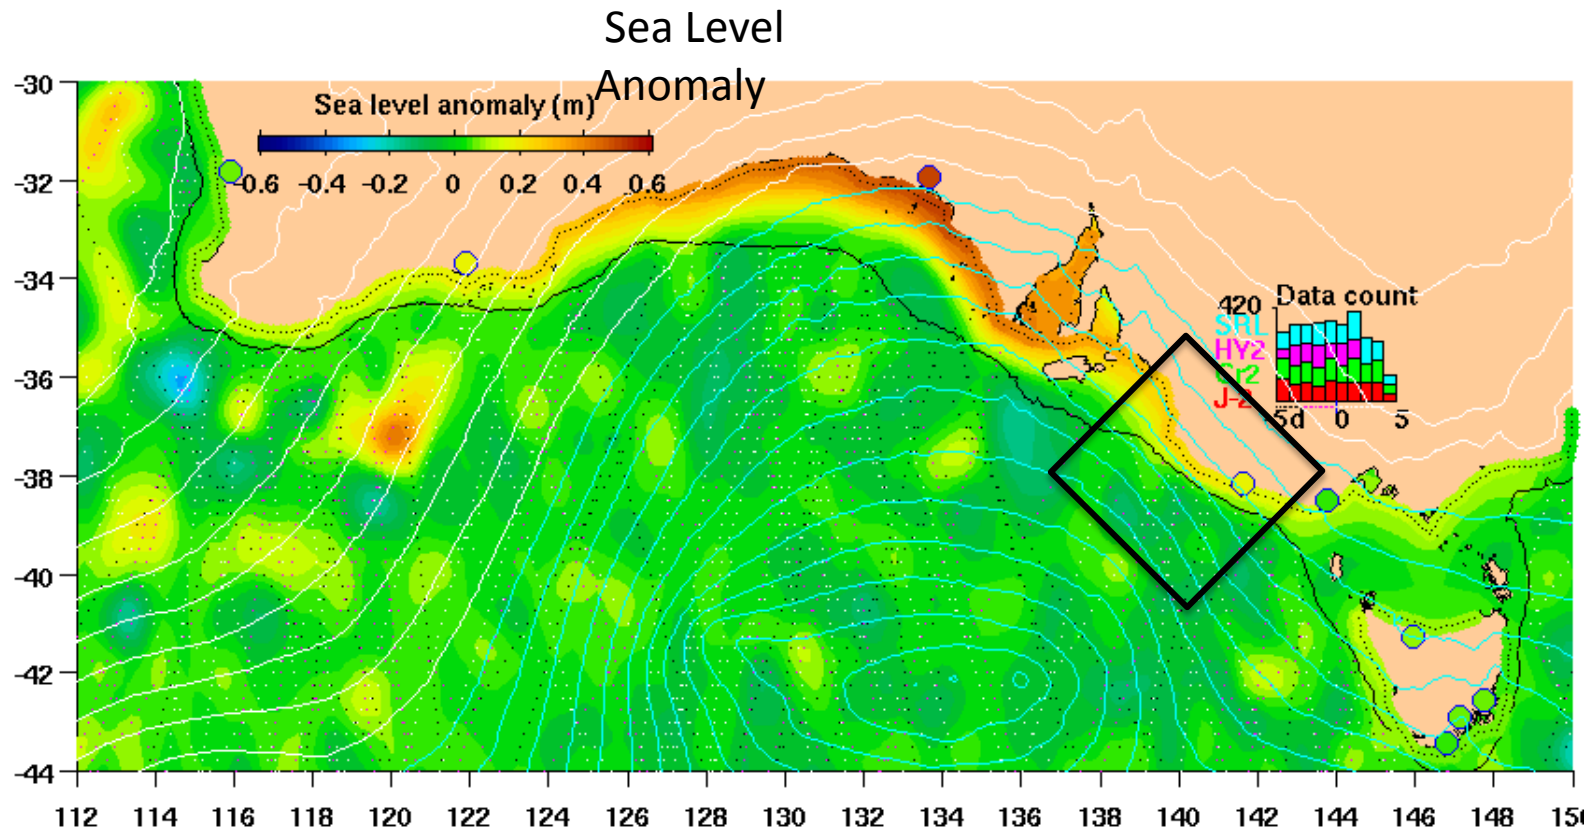 Sea Level
Anomaly
Sea level anomaly (m)
-0.6 -0.4 -0.2 0 0.2 0.4 0.6
-30
-32
-34
-36
-38
-40
-42
-44
420 Data count
SRL
HY2
Cr2
J-2
5d 0 5
112 114 116 118 120 122 124 126 128 130 132 134 136 138 140 142 144 146 148